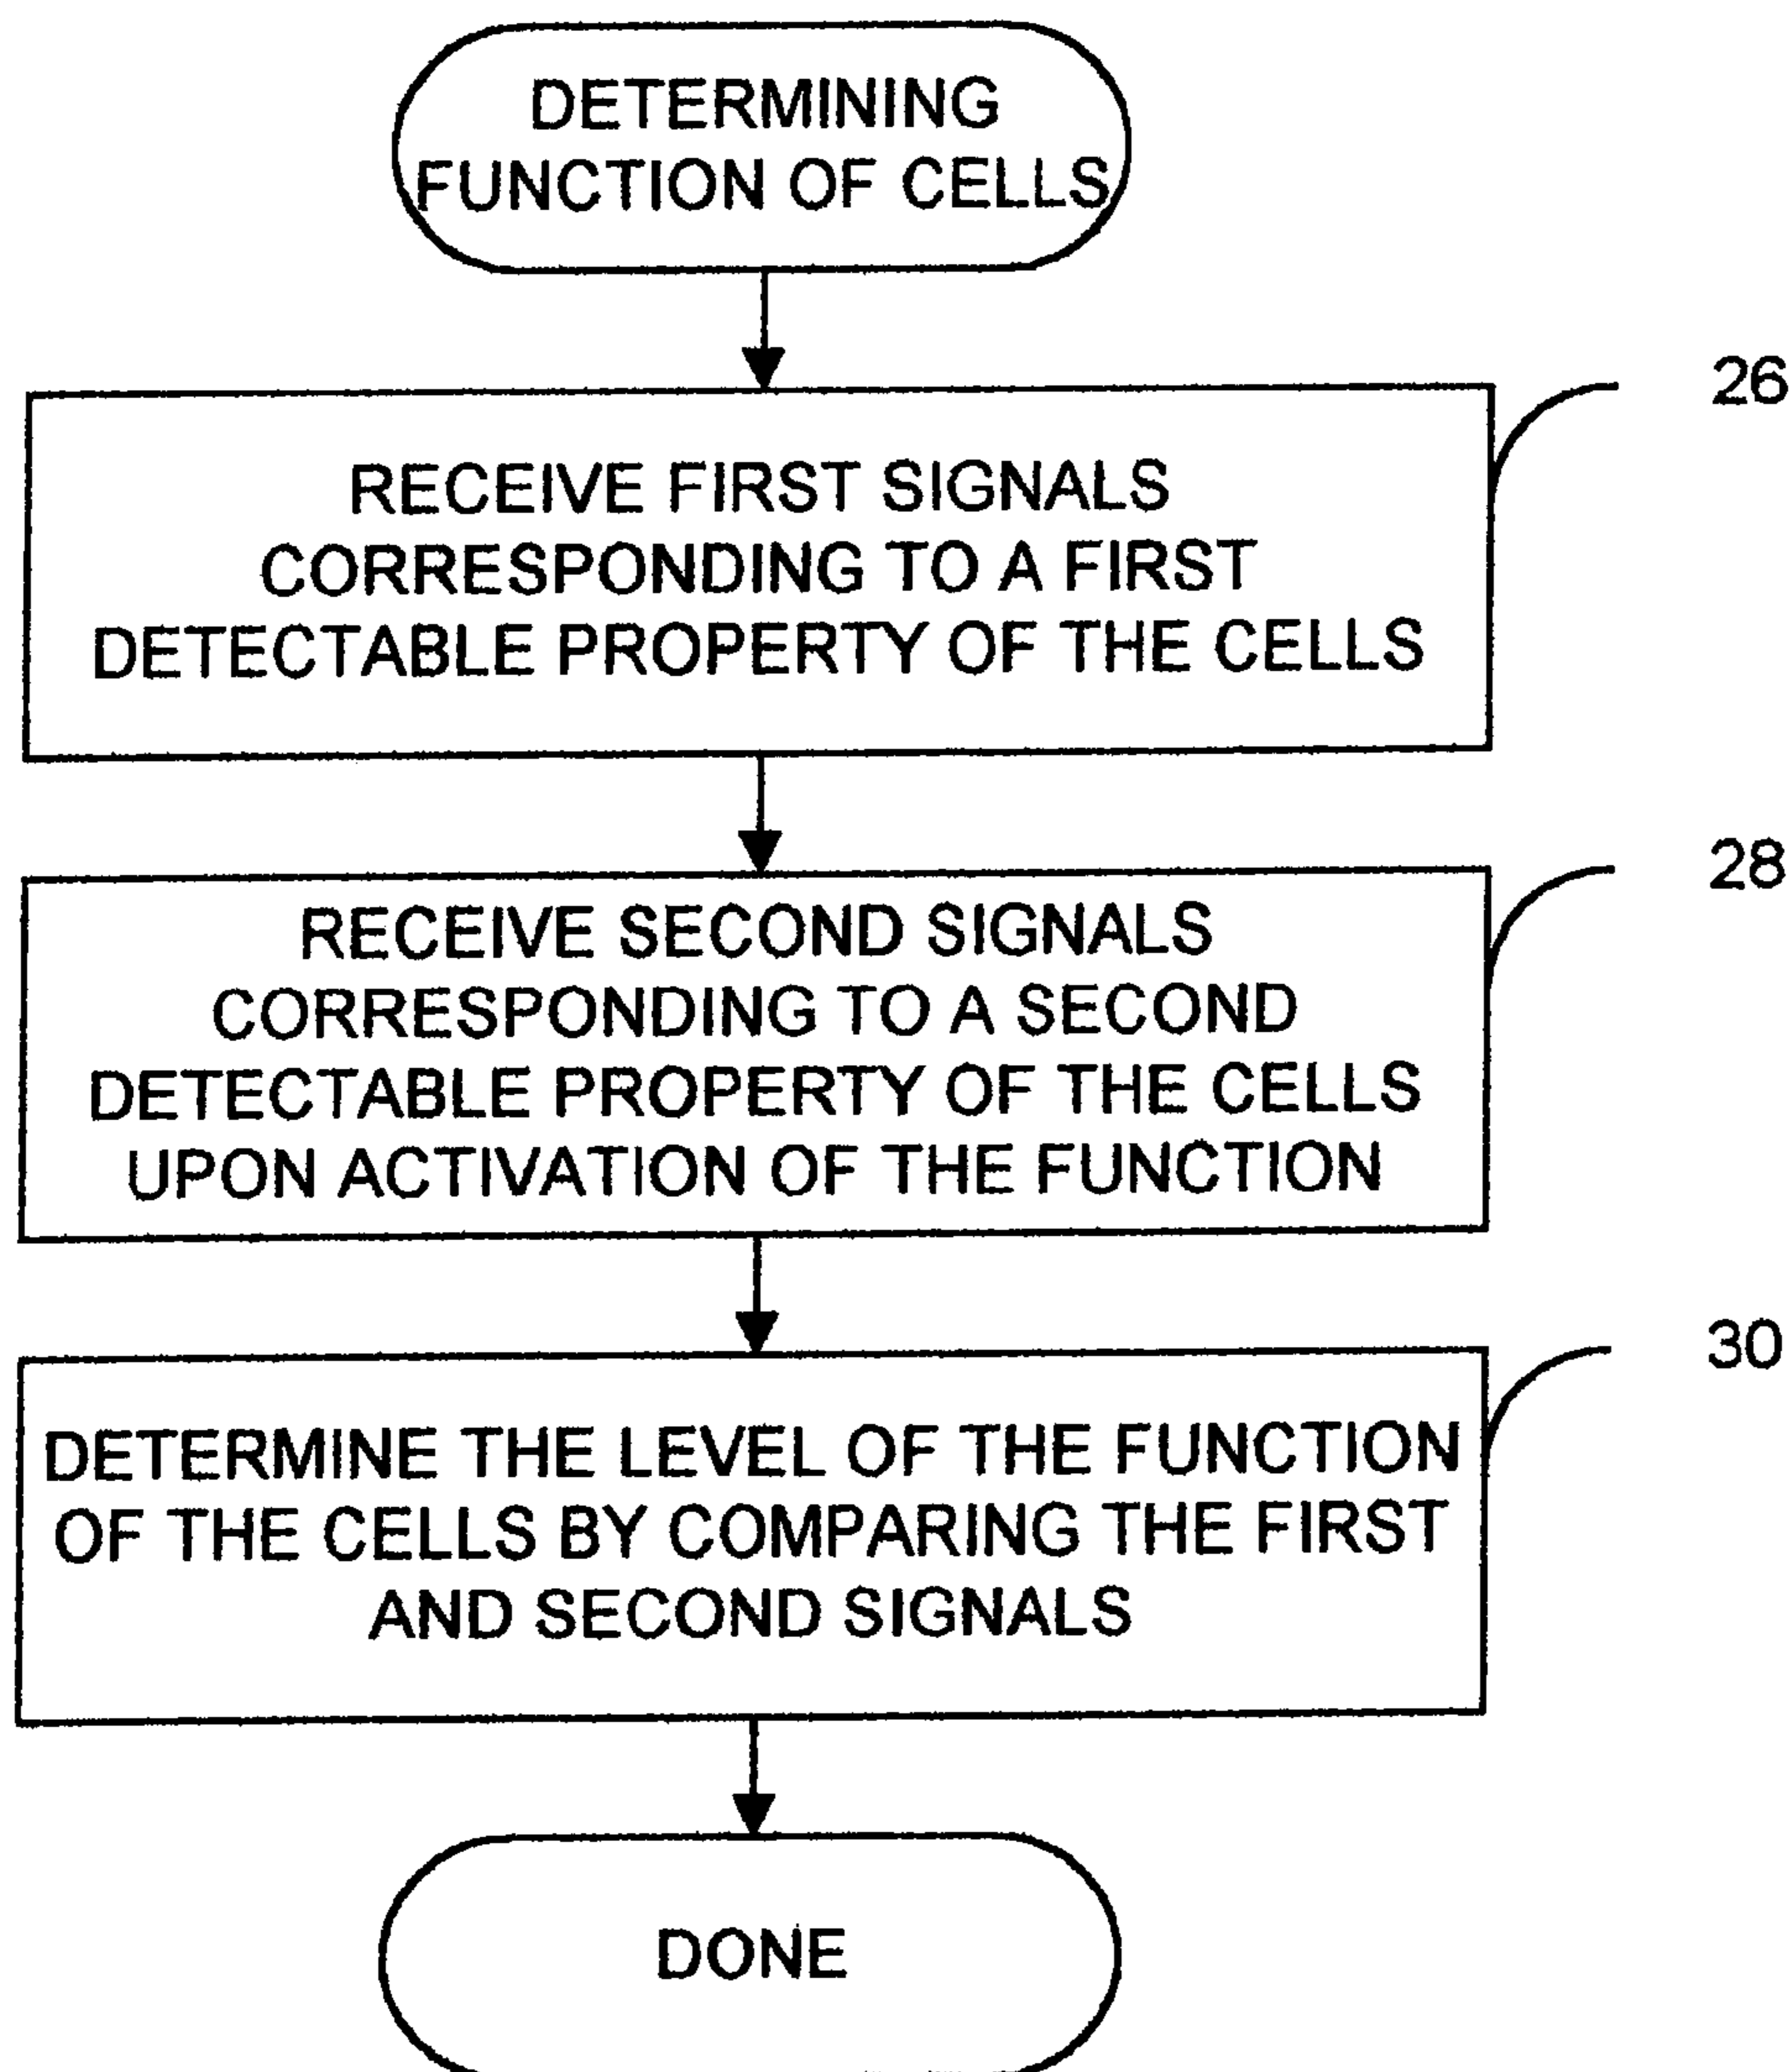 DETERMINING
FUNCTION OF CELLS
26
RECEIVE FIRST SIGNALS
CORRESPONDING TO A FIRST
DETECTABLE PROPERTY OF THE CELLS
28
RECEIVE SECOND SIGNALS
CORRESPONDING TO A SECOND
DETECTABLE PROPERTY OF THE CELLS
UPON ACTIVATION OF THE FUNCTION
30
DETERMINE THE LEVEL OF THE FUNCTION
OF THE CELLS BY COMPARING THE FIRST
AND SECOND SIGNALS
DONE